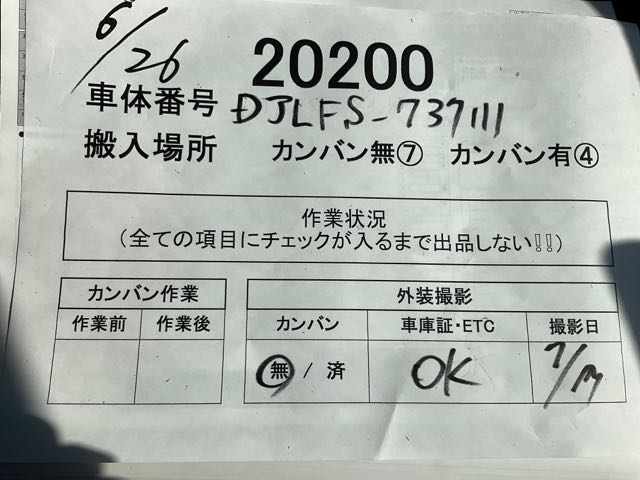 6/26
20200
車体番号 DJLFS-737111
搬入場所 カンバン無⑦ カンバン有④
作業状況
(全ての項目にチェックが入るまで出品しない!!)
カンバン作業
作業前 作業後
外装撮影
カンバン 車庫証・ETC 撮影日
無 / 済 OK